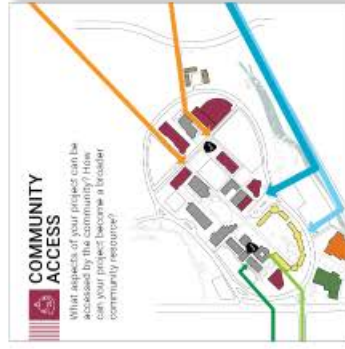 COMMUNITY
ACCESS
What aspects of your project can be
accessed by the community? How
can your project become a broader
community resource?